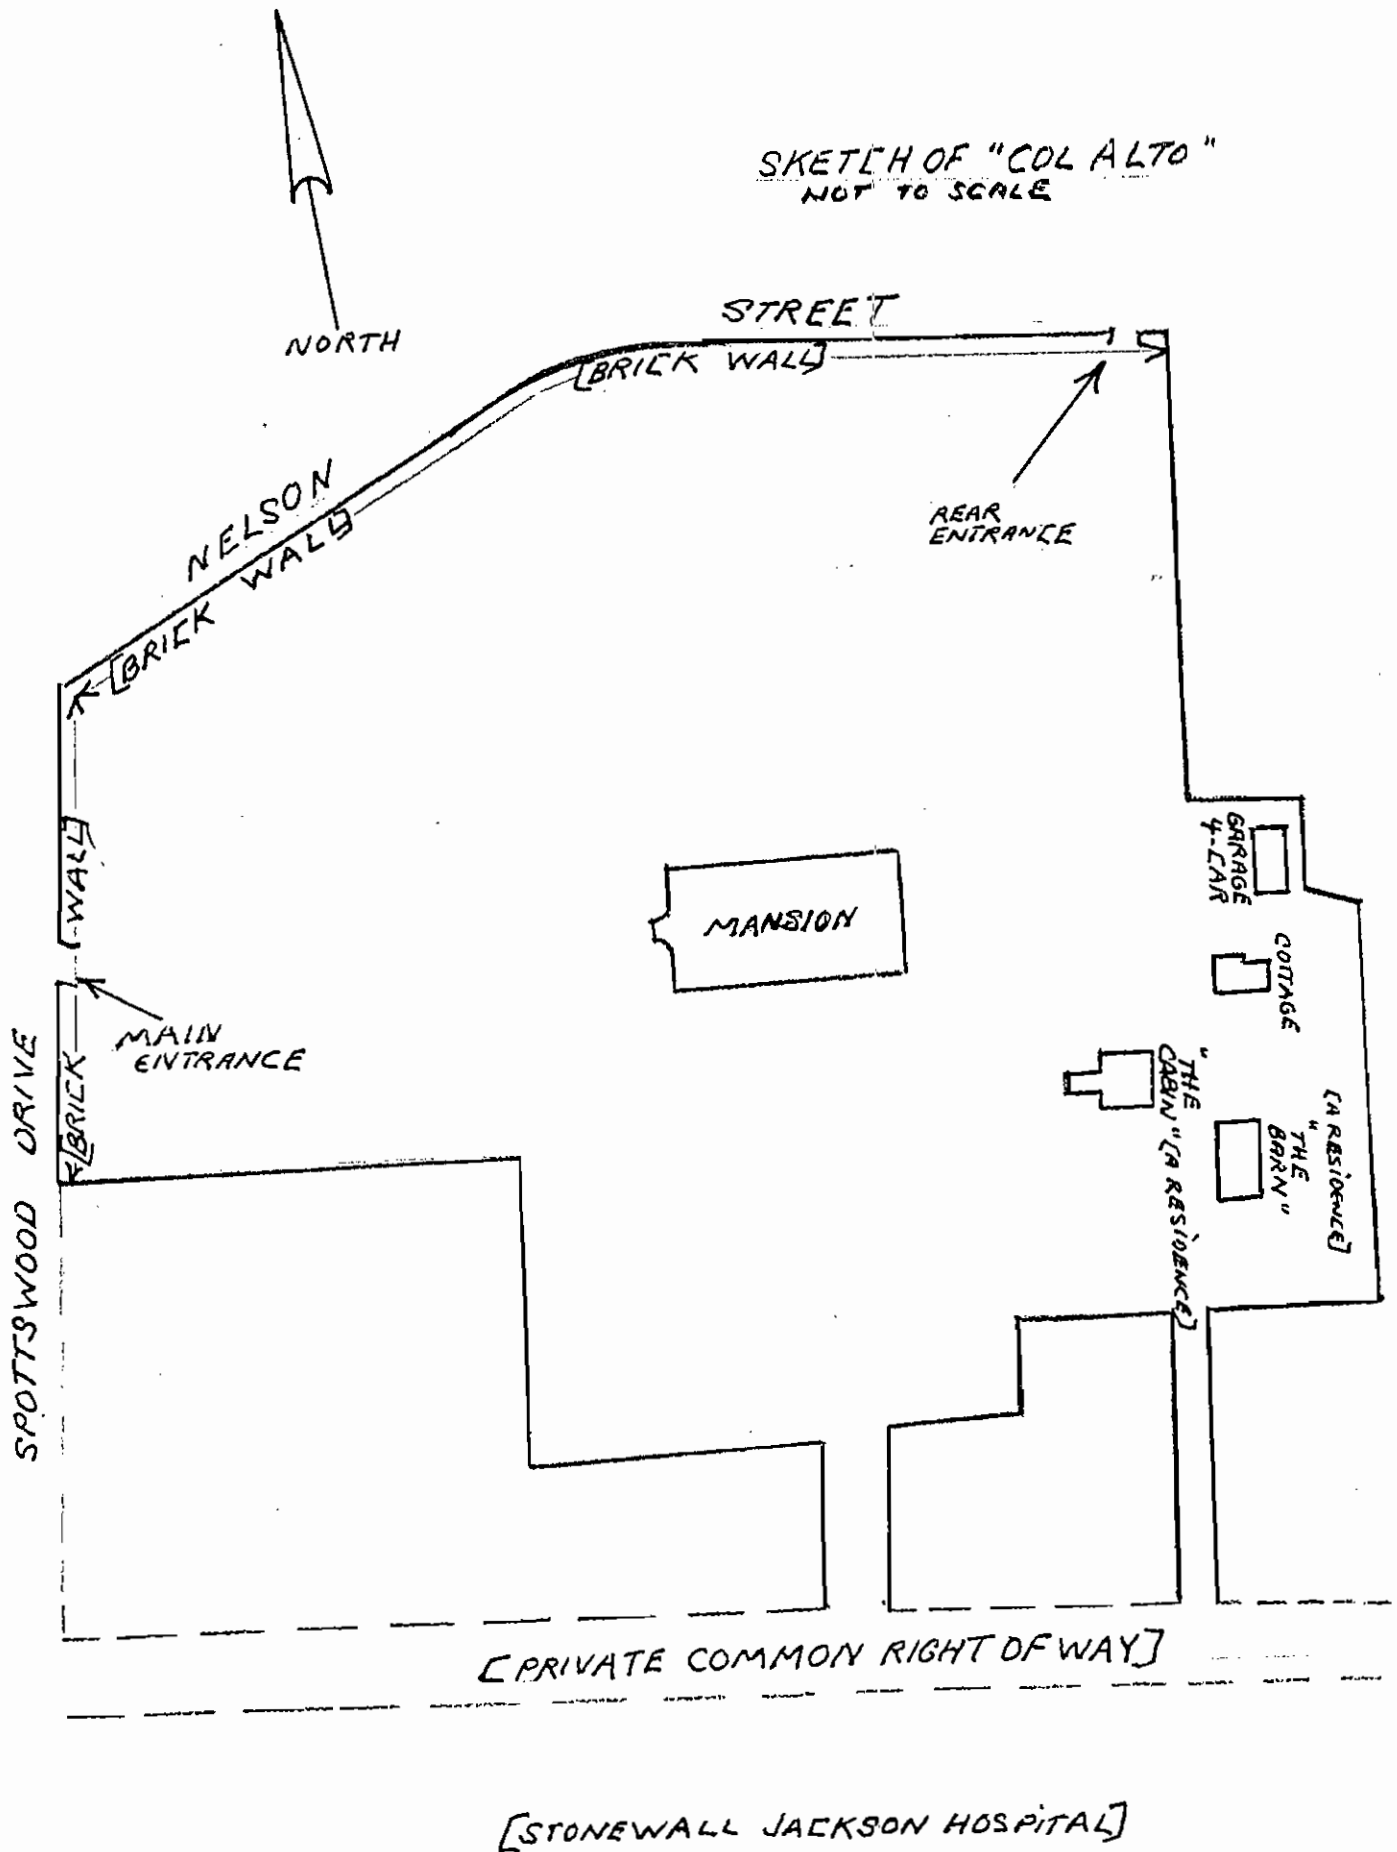 SKETCH OF "COL ALTO"
NOT TO SCALE
NORTH
STREET
[BRICK WALL]
NELSON
[BRICK WALL]
REAR
ENTRANCE
[BRICK WALL]
MAIN
ENTRANCE
SPOTTSWOOD DRIVE
MANSION
GARAGE
4-CAR
COTTAGE
"THE
CABIN" [A RESIDENCE]
"THE
BARN"
[A RESIDENCE]
[PRIVATE COMMON RIGHT OF WAY]
[STONEWALL JACKSON HOSPITAL]